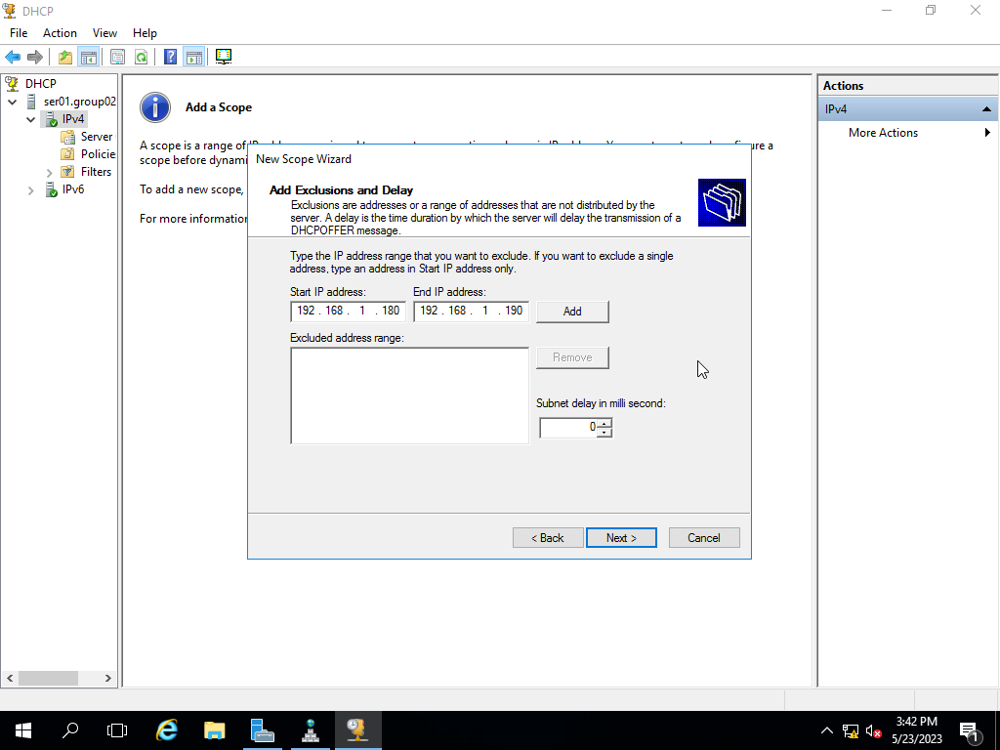 DHCP
File Action View Help
DHCP
ser01.group02
IPv4
Server
Policie
Filters
IPv6
Add a Scope
A scope is a range of
scope before dynami
To add a new scope,
For more information
figure a
New Scope Wizard
Add Exclusions and Delay
Exclusions are addresses or a range of addresses that are not distributed by the
server. A delay is the time duration by which the server will delay the transmission of a
DHCPOFFER message.
Type the IP address range that you want to exclude. If you want to exclude a single
address, type an address in Start IP address only.
Start IP address: End IP address:
192 . 168 . 1 . 180 192 . 168 . 1 . 190 Add
Excluded address range:
Remove
Subnet delay in milli second:
0
< Back Next > Cancel
Actions
IPv4
More Actions
3:42 PM
5/23/2023
1